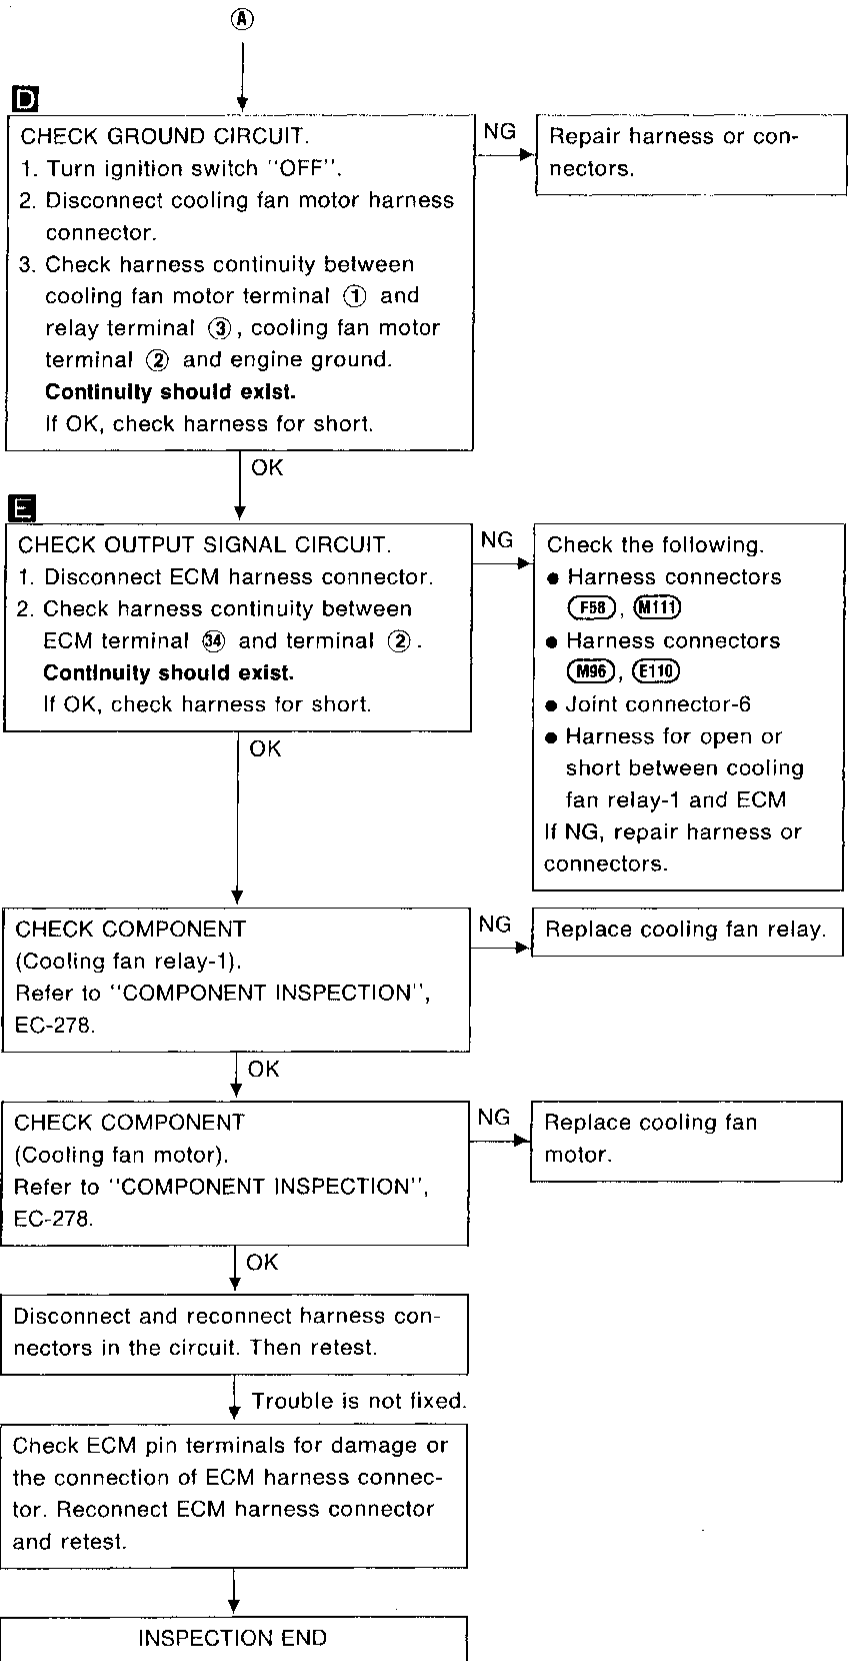 Ⓐ
D
CHECK GROUND CIRCUIT.
1. Turn ignition switch "OFF".
2. Disconnect cooling fan motor harness
connector.
3. Check harness continuity between
cooling fan motor terminal ① and
relay terminal ③, cooling fan motor
terminal ② and engine ground.
Continuity should exist.
If OK, check harness for short.
NG
Repair harness or con-
nectors.
OK
E
CHECK OUTPUT SIGNAL CIRCUIT.
1. Disconnect ECM harness connector.
2. Check harness continuity between
ECM terminal ㉞ and terminal ②.
Continuity should exist.
If OK, check harness for short.
NG
Check the following.
● Harness connectors
F58, M111
● Harness connectors
M96, E110
● Joint connector-6
● Harness for open or
short between cooling
fan relay-1 and ECM
If NG, repair harness or
connectors.
OK
CHECK COMPONENT
(Cooling fan relay-1).
Refer to "COMPONENT INSPECTION",
EC-278.
NG
Replace cooling fan relay.
OK
CHECK COMPONENT
(Cooling fan motor).
Refer to "COMPONENT INSPECTION",
EC-278.
NG
Replace cooling fan
motor.
OK
Disconnect and reconnect harness con-
nectors in the circuit. Then retest.
Trouble is not fixed.
Check ECM pin terminals for damage or
the connection of ECM harness connec-
tor. Reconnect ECM harness connector
and retest.
INSPECTION END